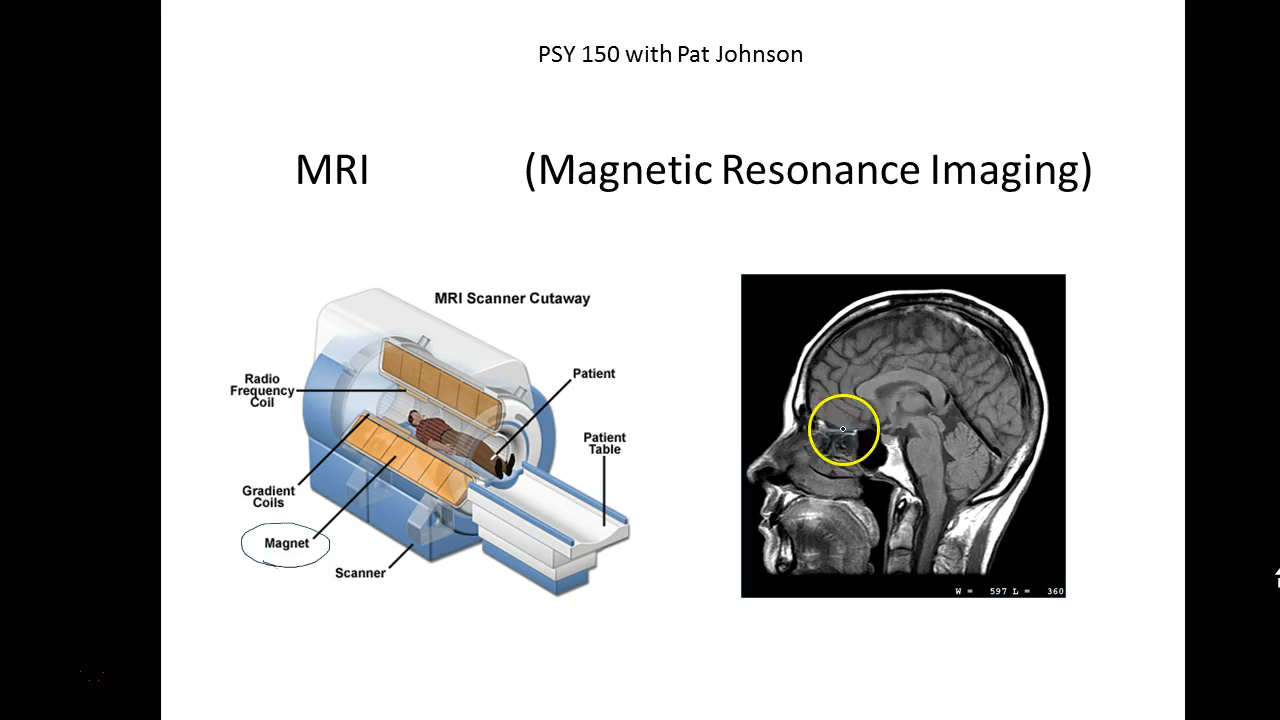 PSY 150 with Pat Johnson
MRI (Magnetic Resonance Imaging)
MRI Scanner Cutaway
Radio
Frequency
Coil
Patient
Patient
Table
Gradient
Coils
Magnet
Scanner
W = 597 L = 360